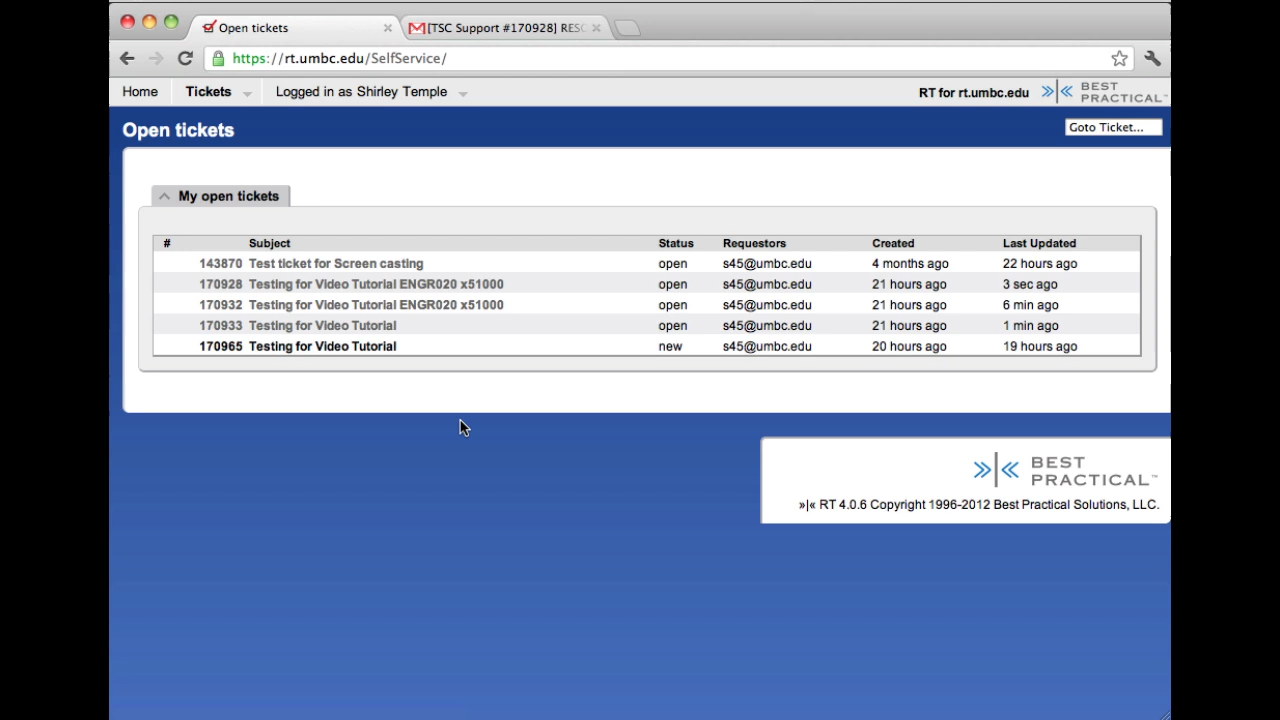 Open tickets
[TSC Support #170928] RESC
https://rt.umbc.edu/SelfService/
Home Tickets Logged in as Shirley Temple RT for rt.umbc.edu »|« BEST PRACTICAL™
Open tickets Goto Ticket...
My open tickets
# Subject Status Requestors Created Last Updated
143870 Test ticket for Screen casting open s45@umbc.edu 4 months ago 22 hours ago
170928 Testing for Video Tutorial ENGR020 x51000 open s45@umbc.edu 21 hours ago 3 sec ago
170932 Testing for Video Tutorial ENGR020 x51000 open s45@umbc.edu 21 hours ago 6 min ago
170933 Testing for Video Tutorial open s45@umbc.edu 21 hours ago 1 min ago
170965 Testing for Video Tutorial new s45@umbc.edu 20 hours ago 19 hours ago
»|« BEST PRACTICAL™
»|« RT 4.0.6 Copyright 1996-2012 Best Practical Solutions, LLC.